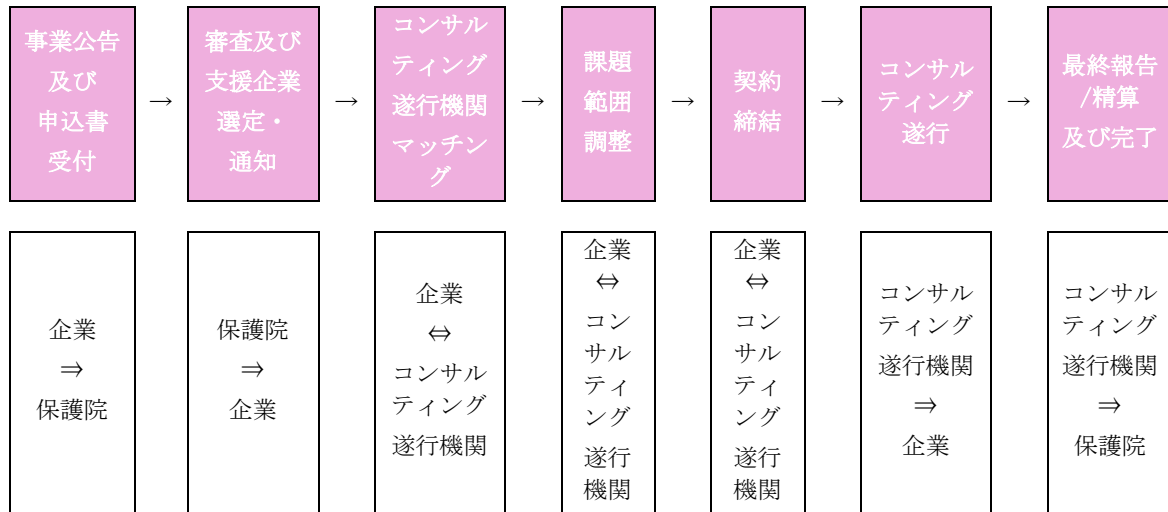 事業公告
及び
申込書
受付
→
審査及び
支援企業
選定・
通知
→
コンサル
ティング
遂行機関
マッチン
グ
→
課題
範囲
調整
→
契約
締結
→
コンサル
ティング
遂行
→
最終報告
/精算
及び完了
企業
⇒
保護院
保護院
⇒
企業
企業
⇔
コンサル
ティング
遂行機関
企業
⇔
コン
サル
ティ
ング
遂行
機関
企業
⇔
コン
サル
ティ
ング
遂行
機関
コンサル
ティング
遂行機関
⇒
企業
コンサル
ティング
遂行機関
⇒
保護院